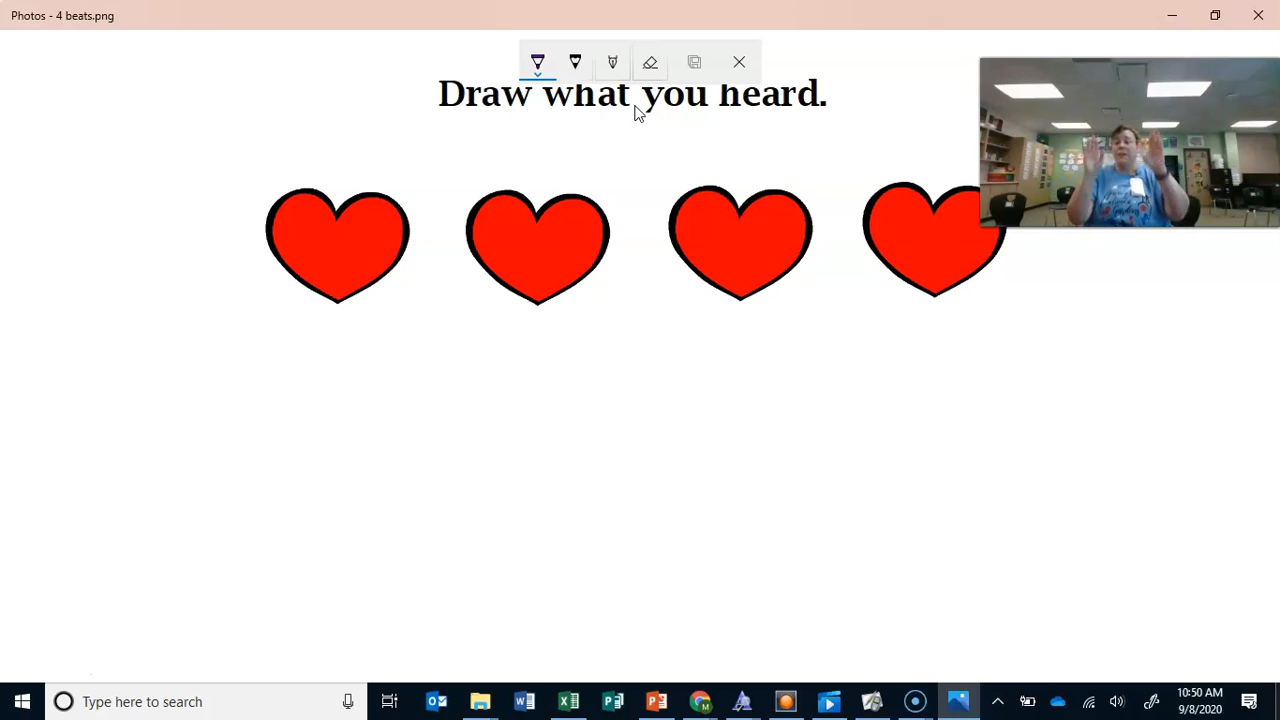 Photos - 4 beats.png
Draw what you heard.
Type here to search
10:50 AM
9/8/2020